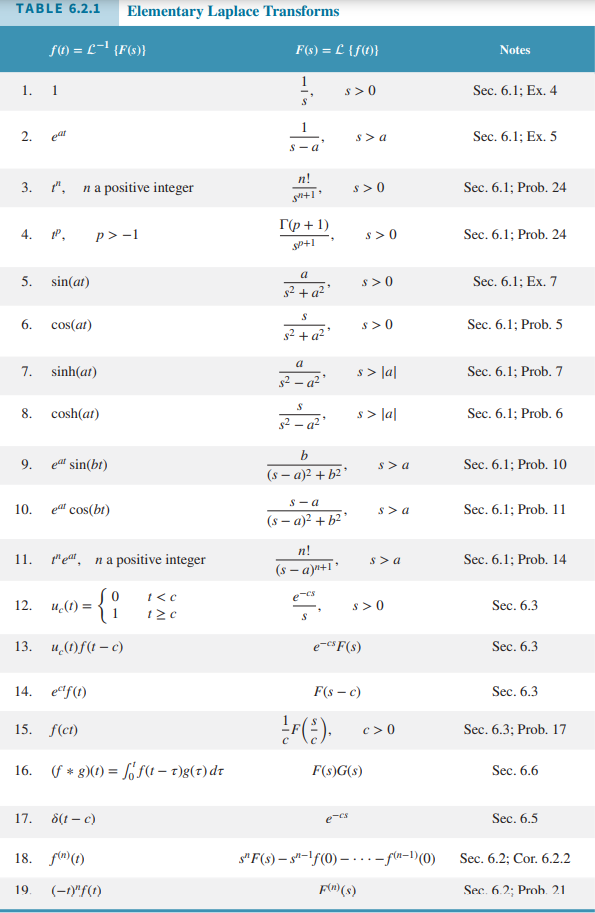 TABLE 6.2.1 Elementary Laplace Transforms
f(t) = ℒ⁻¹ {F(s)} F(s) = ℒ {f(t)} Notes
1. 1 1/s, s > 0 Sec. 6.1; Ex. 4
2. e^{at} 1/(s − a), s > a Sec. 6.1; Ex. 5
3. tⁿ, n a positive integer n!/s^{n+1}, s > 0 Sec. 6.1; Prob. 24
4. t^p, p > −1 Γ(p + 1)/s^{p+1}, s > 0 Sec. 6.1; Prob. 24
5. sin(at) a/(s² + a²), s > 0 Sec. 6.1; Ex. 7
6. cos(at) s/(s² + a²), s > 0 Sec. 6.1; Prob. 5
7. sinh(at) a/(s² − a²), s > |a| Sec. 6.1; Prob. 7
8. cosh(at) s/(s² − a²), s > |a| Sec. 6.1; Prob. 6
9. e^{at} sin(bt) b/((s − a)² + b²), s > a Sec. 6.1; Prob. 10
10. e^{at} cos(bt) (s − a)/((s − a)² + b²), s > a Sec. 6.1; Prob. 11
11. tⁿe^{at}, n a positive integer n!/(s − a)^{n+1}, s > a Sec. 6.1; Prob. 14
12. u_c(t) = { 0 t < c; 1 t ≥ c e^{−cs}/s, s > 0 Sec. 6.3
13. u_c(t)f(t − c) e^{−cs}F(s) Sec. 6.3
14. e^{ct}f(t) F(s − c) Sec. 6.3
15. f(ct) (1/c)F(s/c), c > 0 Sec. 6.3; Prob. 17
16. (f ∗ g)(t) = ∫₀ᵗ f(t − τ)g(τ) dτ F(s)G(s) Sec. 6.6
17. δ(t − c) e^{−cs} Sec. 6.5
18. f^{(n)}(t) sⁿF(s) − s^{n−1}f(0) − · · · − f^{(n−1)}(0) Sec. 6.2; Cor. 6.2.2
19. (−t)ⁿf(t) F^{(n)}(s) Sec. 6.2; Prob. 21